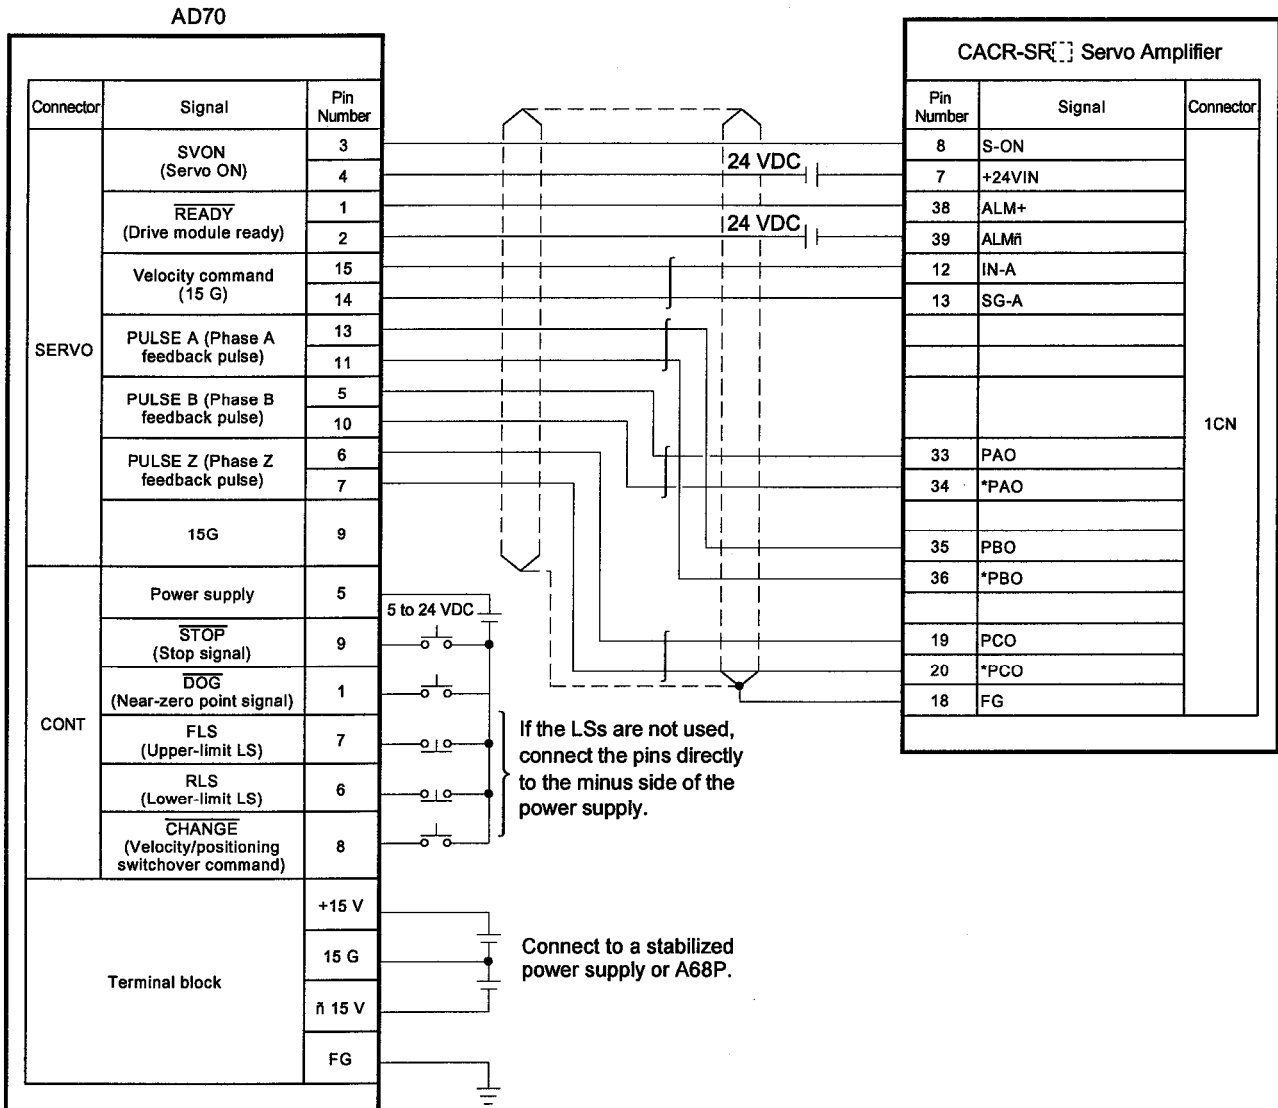 AD70
Connector Signal Pin Number
SERVO
SVON (Servo ON) 3
4
READY (Drive module ready) 1
2
Velocity command (15 G) 15
14
PULSE A (Phase A feedback pulse) 13
11
PULSE B (Phase B feedback pulse) 5
10
PULSE Z (Phase Z feedback pulse) 6
7
15G 9
CONT
Power supply 5
STOP (Stop signal) 9
DOG (Near-zero point signal) 1
FLS (Upper-limit LS) 7
RLS (Lower-limit LS) 6
CHANGE (Velocity/positioning switchover command) 8
Terminal block
+15 V
15 G
ñ 15 V
FG
24 VDC
24 VDC
5 to 24 VDC
If the LSs are not used,
connect the pins directly
to the minus side of the
power supply.
Connect to a stabilized
power supply or A68P.
CACR-SR[] Servo Amplifier
Pin Number Signal Connector
8 S-ON
7 +24VIN
38 ALM+
39 ALMñ
12 IN-A
13 SG-A
1CN
33 PAO
34 *PAO
35 PBO
36 *PBO
19 PCO
20 *PCO
18 FG